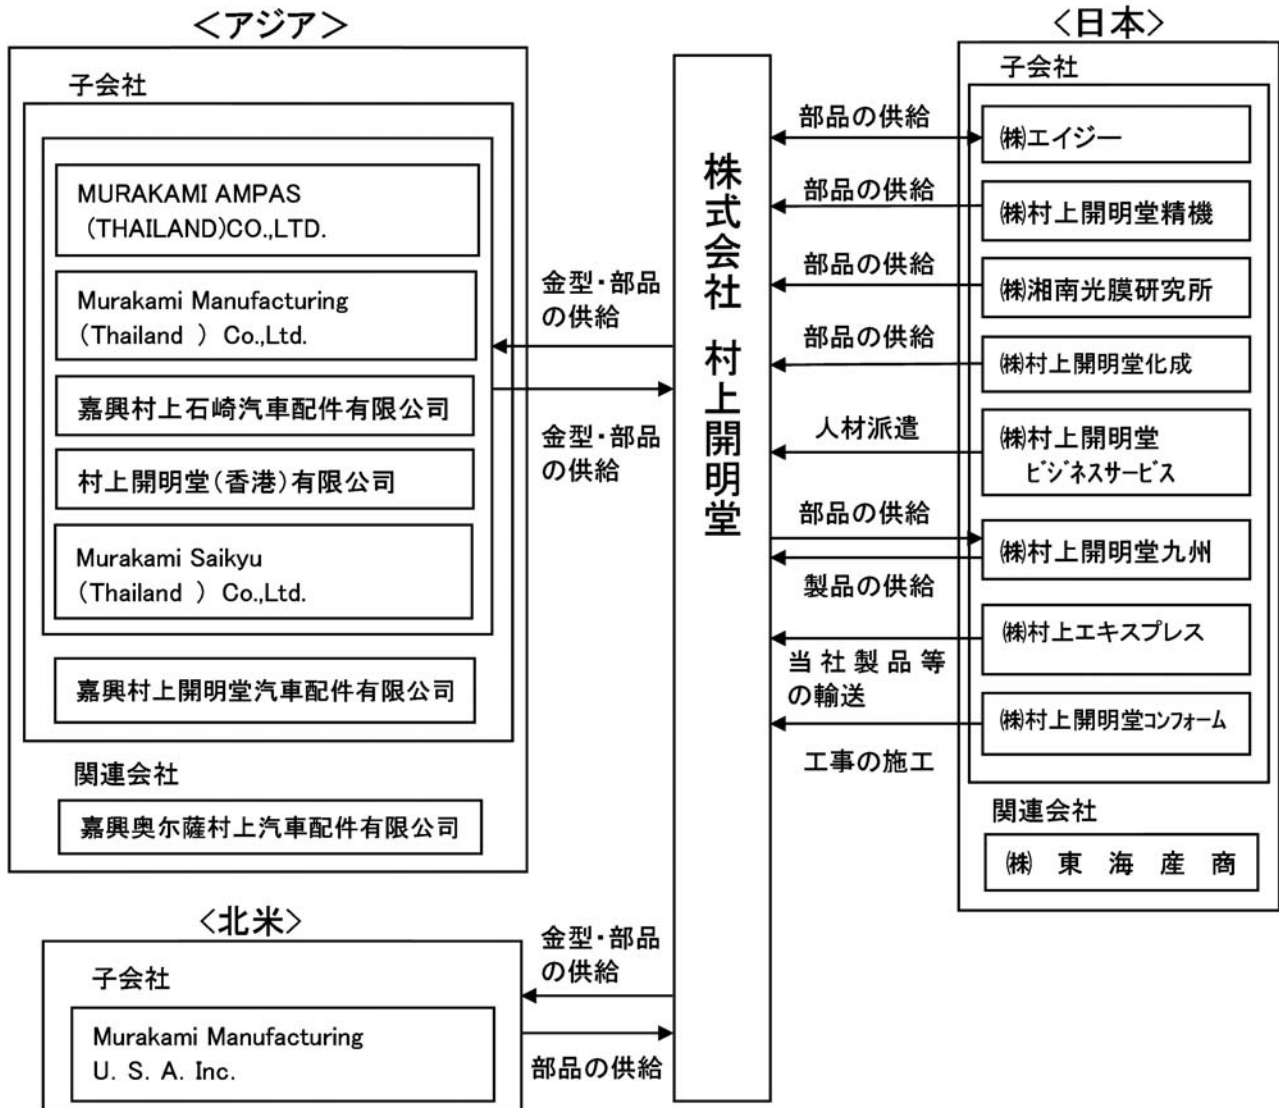 <アジア>
子会社
MURAKAMI AMPAS
(THAILAND)CO.,LTD.
Murakami Manufacturing
(Thailand ) Co.,Ltd.
嘉興村上石崎汽車配件有限公司
村上開明堂(香港)有限公司
Murakami Saikyu
(Thailand ) Co.,Ltd.
嘉興村上開明堂汽車配件有限公司
関連会社
嘉興奥尔薩村上汽車配件有限公司
<北米>
子会社
Murakami Manufacturing
U. S. A. Inc.
金型・部品
の供給
金型・部品
の供給
金型・部品
の供給
部品の供給
株式会社 村上開明堂
部品の供給
部品の供給
部品の供給
部品の供給
人材派遣
部品の供給
製品の供給
当社製品等
の輸送
工事の施工
<日本>
子会社
㈱エイジー
㈱村上開明堂精機
㈱湘南光膜研究所
㈱村上開明堂化成
㈱村上開明堂
ビジネスサービス
㈱村上開明堂九州
㈱村上エキスプレス
㈱村上開明堂コンフォーム
関連会社
㈱ 東 海 産 商